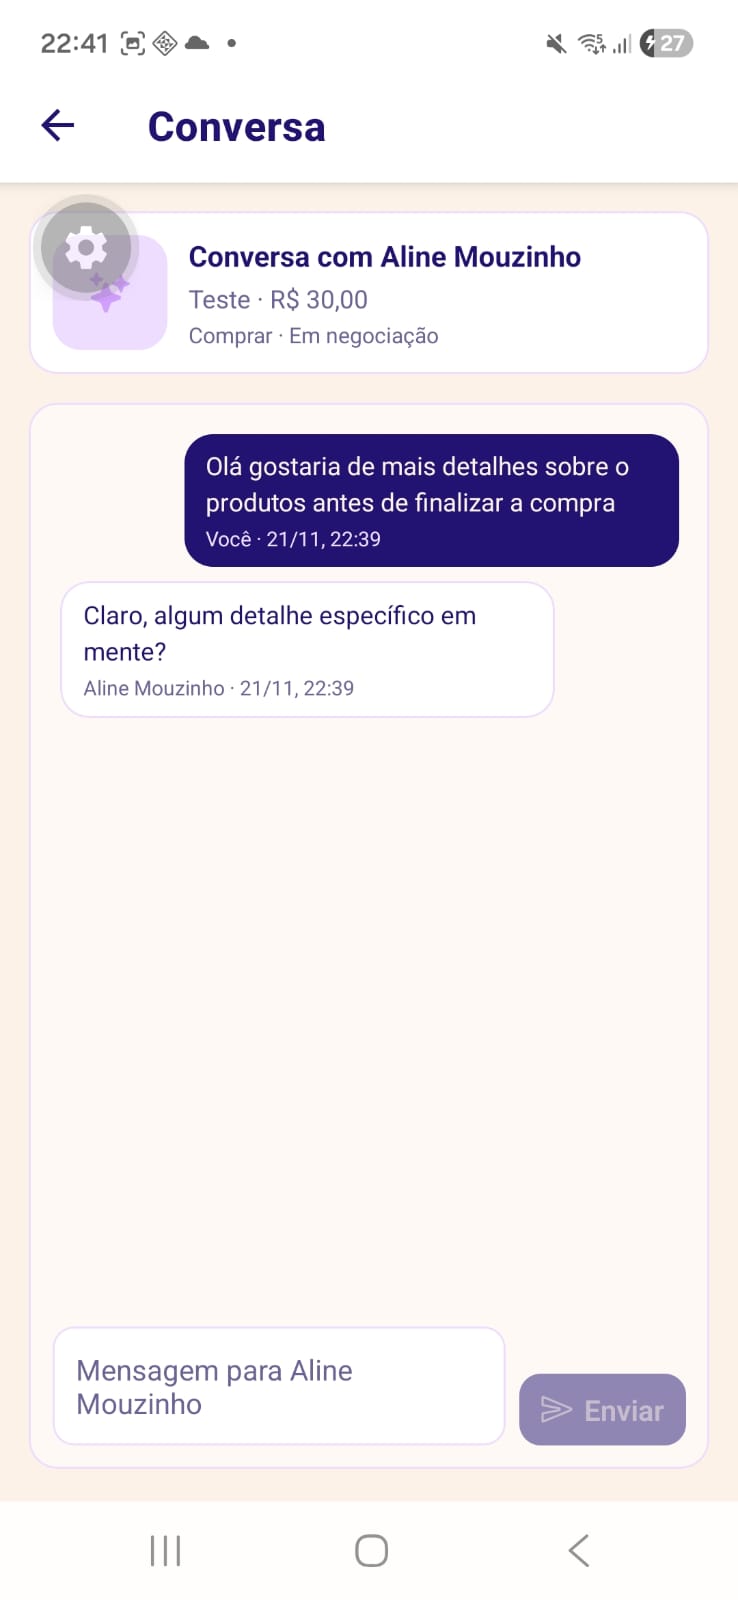 22:41
5
27
Conversa
Conversa com Aline Mouzinho
Teste · R$ 30,00
Comprar · Em negociação
Olá gostaria de mais detalhes sobre o
produtos antes de finalizar a compra
Você · 21/11, 22:39
Claro, algum detalhe específico em
mente?
Aline Mouzinho · 21/11, 22:39
Mensagem para Aline
Mouzinho
Enviar